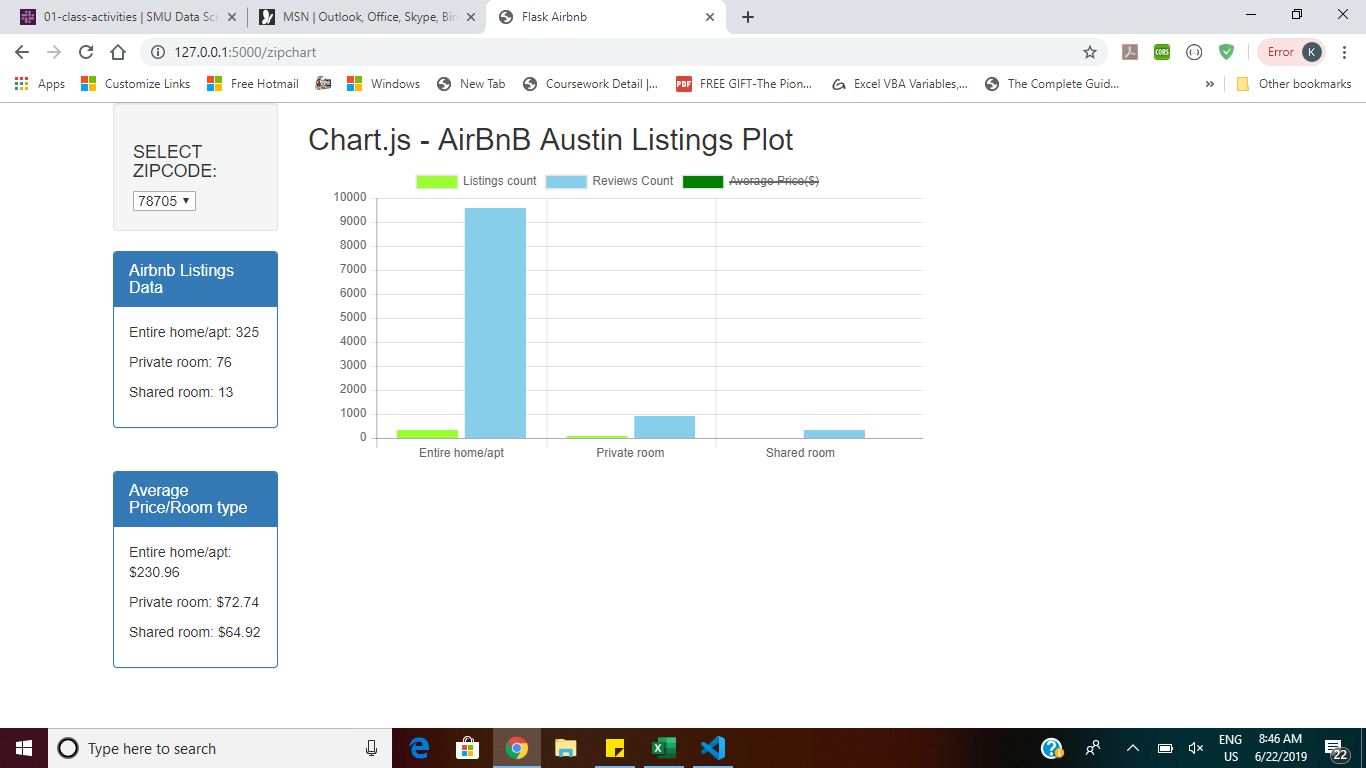 01-class-activities | SMU Data Sci
MSN | Outlook, Office, Skype, Bin
Flask Airbnb
127.0.0.1:5000/zipchart
CORS
Error
K
Apps
Customize Links
Free Hotmail
Windows
New Tab
Coursework Detail |...
PDF
FREE GIFT-The Pion...
Excel VBA Variables,...
The Complete Guid...
»
Other bookmarks
SELECT
ZIPCODE:
78705
Airbnb Listings
Data
Entire home/apt: 325
Private room: 76
Shared room: 13
Average
Price/Room type
Entire home/apt:
$230.96
Private room: $72.74
Shared room: $64.92
Chart.js - AirBnB Austin Listings Plot
Listings count
Reviews Count
Average Price($)
10000
9000
8000
7000
6000
5000
4000
3000
2000
1000
0
Entire home/apt
Private room
Shared room
Type here to search
ENG
US
8:46 AM
6/22/2019
22